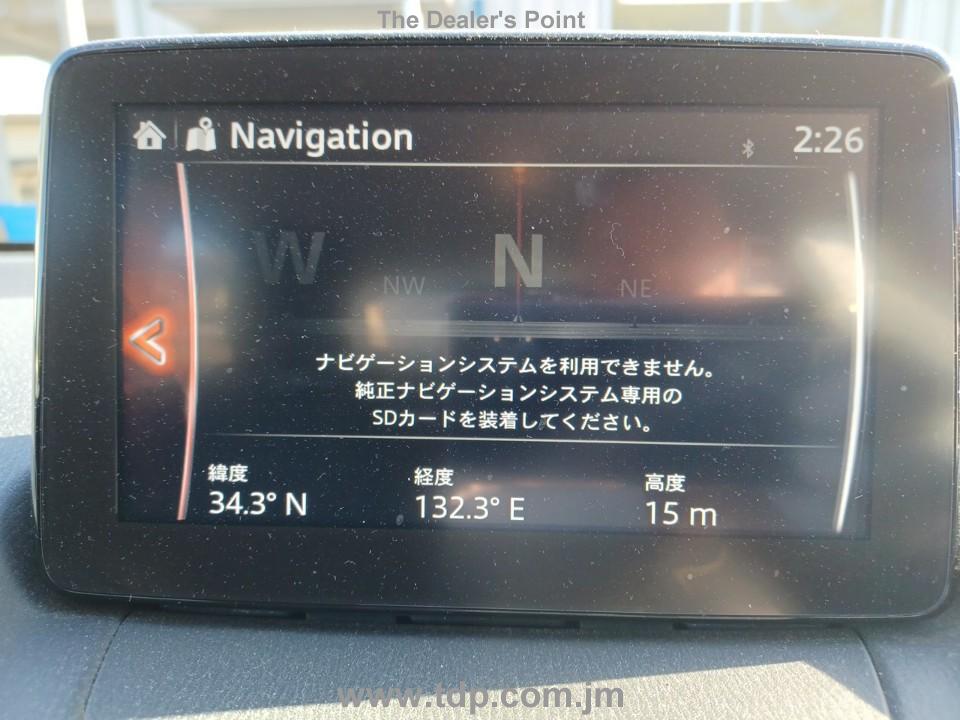 The Dealer's Point
Navigation
2:26
W
NW
N
NE
ナビゲーションシステムを利用できません。
純正ナビゲーションシステム専用の
SDカードを装着してください。
緯度
経度
高度
34.3° N
132.3° E
15 m
www.tdp.com.jm